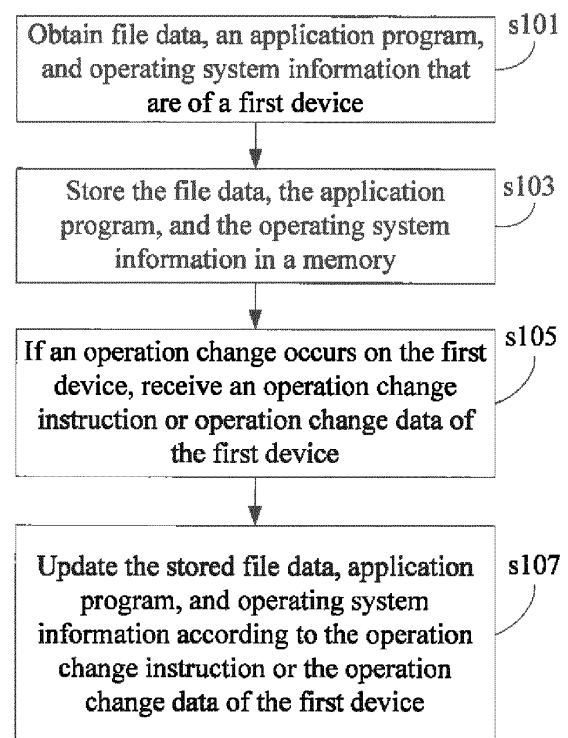 Obtain file data, an application program,
and operating system information that
are of a first device
s101
Store the file data, the application
program, and the operating system
information in a memory
s103
If an operation change occurs on the first
device, receive an operation change
instruction or operation change data of
the first device
s105
Update the stored file data, application
program, and operating system
information according to the operation
change instruction or the operation
change data of the first device
s107